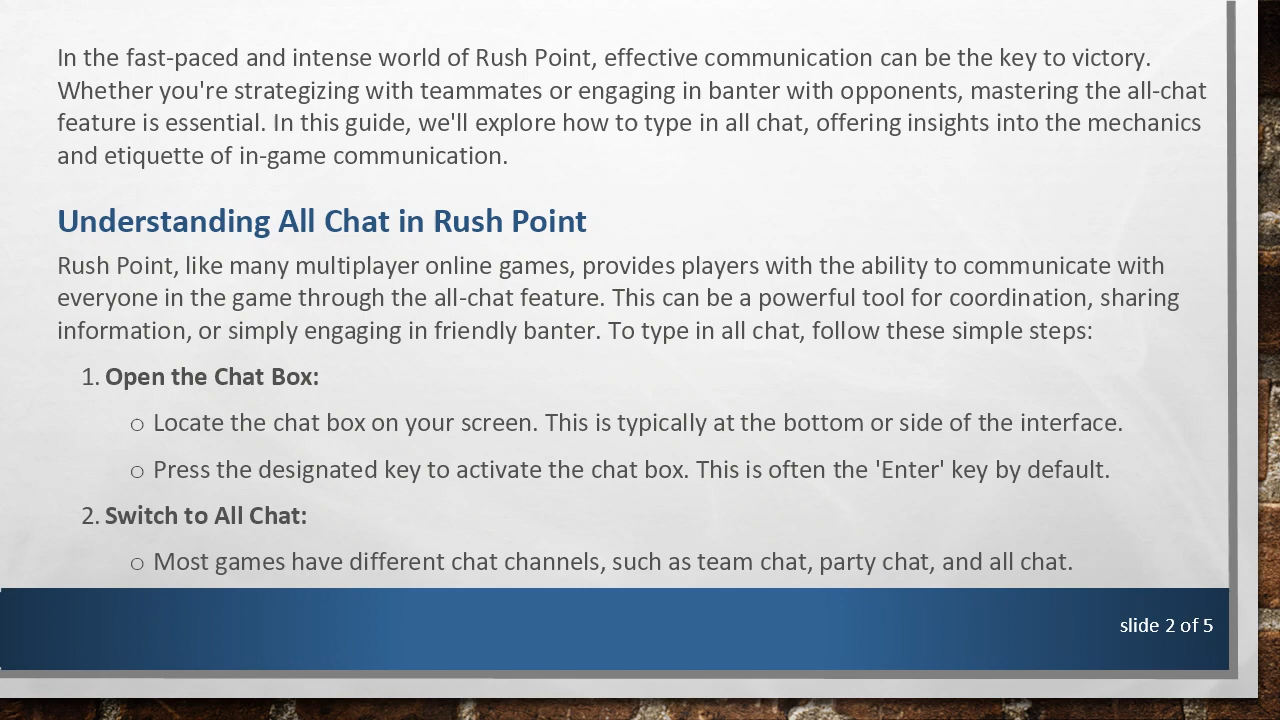 In the fast-paced and intense world of Rush Point, effective communication can be the key to victory.
Whether you're strategizing with teammates or engaging in banter with opponents, mastering the all-chat
feature is essential. In this guide, we'll explore how to type in all chat, offering insights into the mechanics
and etiquette of in-game communication.
Understanding All Chat in Rush Point
Rush Point, like many multiplayer online games, provides players with the ability to communicate with
everyone in the game through the all-chat feature. This can be a powerful tool for coordination, sharing
information, or simply engaging in friendly banter. To type in all chat, follow these simple steps:
1. Open the Chat Box:
o Locate the chat box on your screen. This is typically at the bottom or side of the interface.
o Press the designated key to activate the chat box. This is often the 'Enter' key by default.
2. Switch to All Chat:
o Most games have different chat channels, such as team chat, party chat, and all chat.
slide 2 of 5